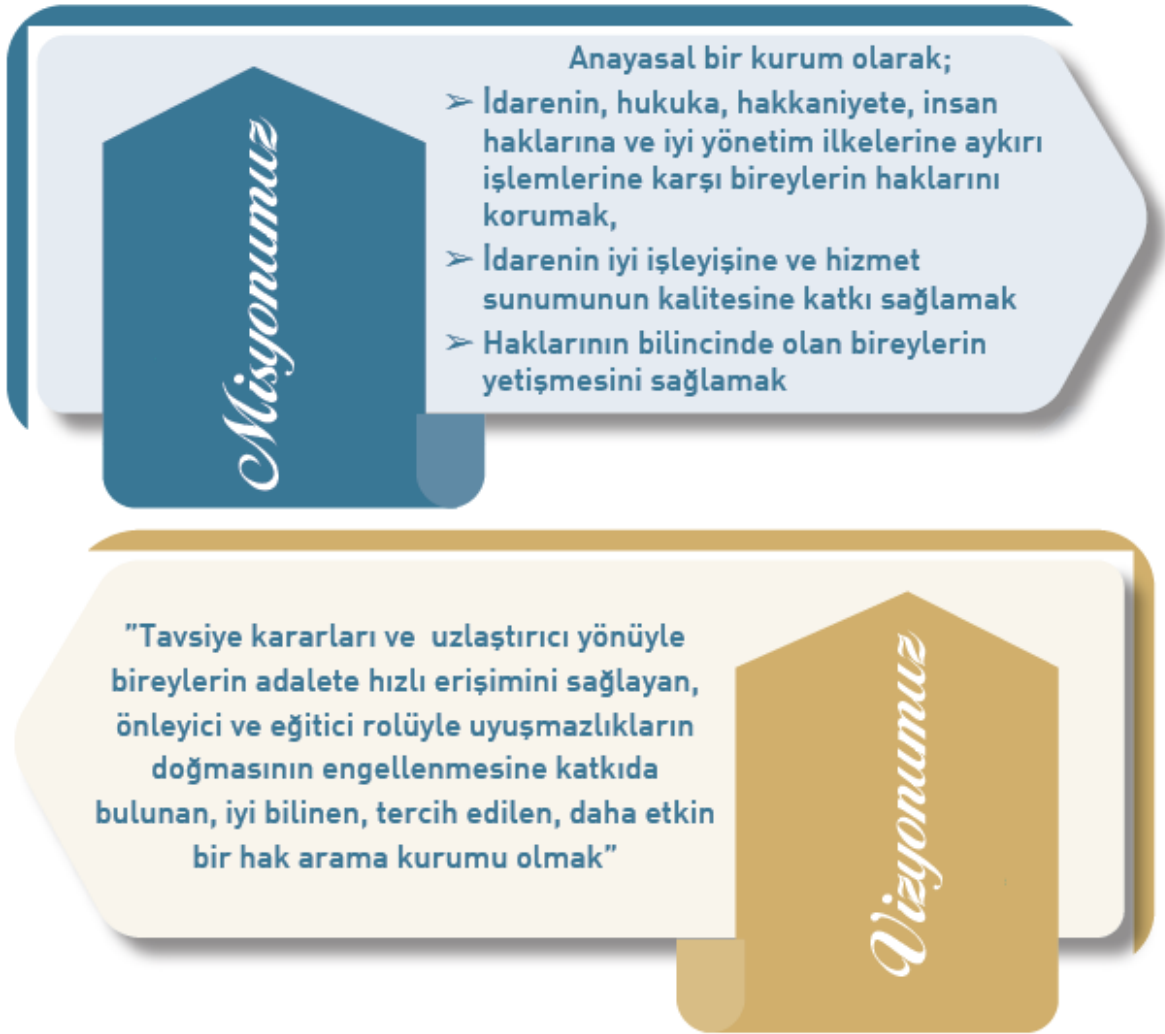 Misyonumuz
Anayasal bir kurum olarak;
➢ İdarenin, hukuka, hakkaniyete, insan
haklarına ve iyi yönetim ilkelerine aykırı
işlemlerine karşı bireylerin haklarını
korumak,
➢ İdarenin iyi işleyişine ve hizmet
sunumunun kalitesine katkı sağlamak
➢ Haklarının bilincinde olan bireylerin
yetişmesini sağlamak
”Tavsiye kararları ve uzlaştırıcı yönüyle
bireylerin adalete hızlı erişimini sağlayan,
önleyici ve eğitici rolüyle uyuşmazlıkların
doğmasının engellenmesine katkıda
bulunan, iyi bilinen, tercih edilen, daha etkin
bir hak arama kurumu olmak”
Vizyonumuz